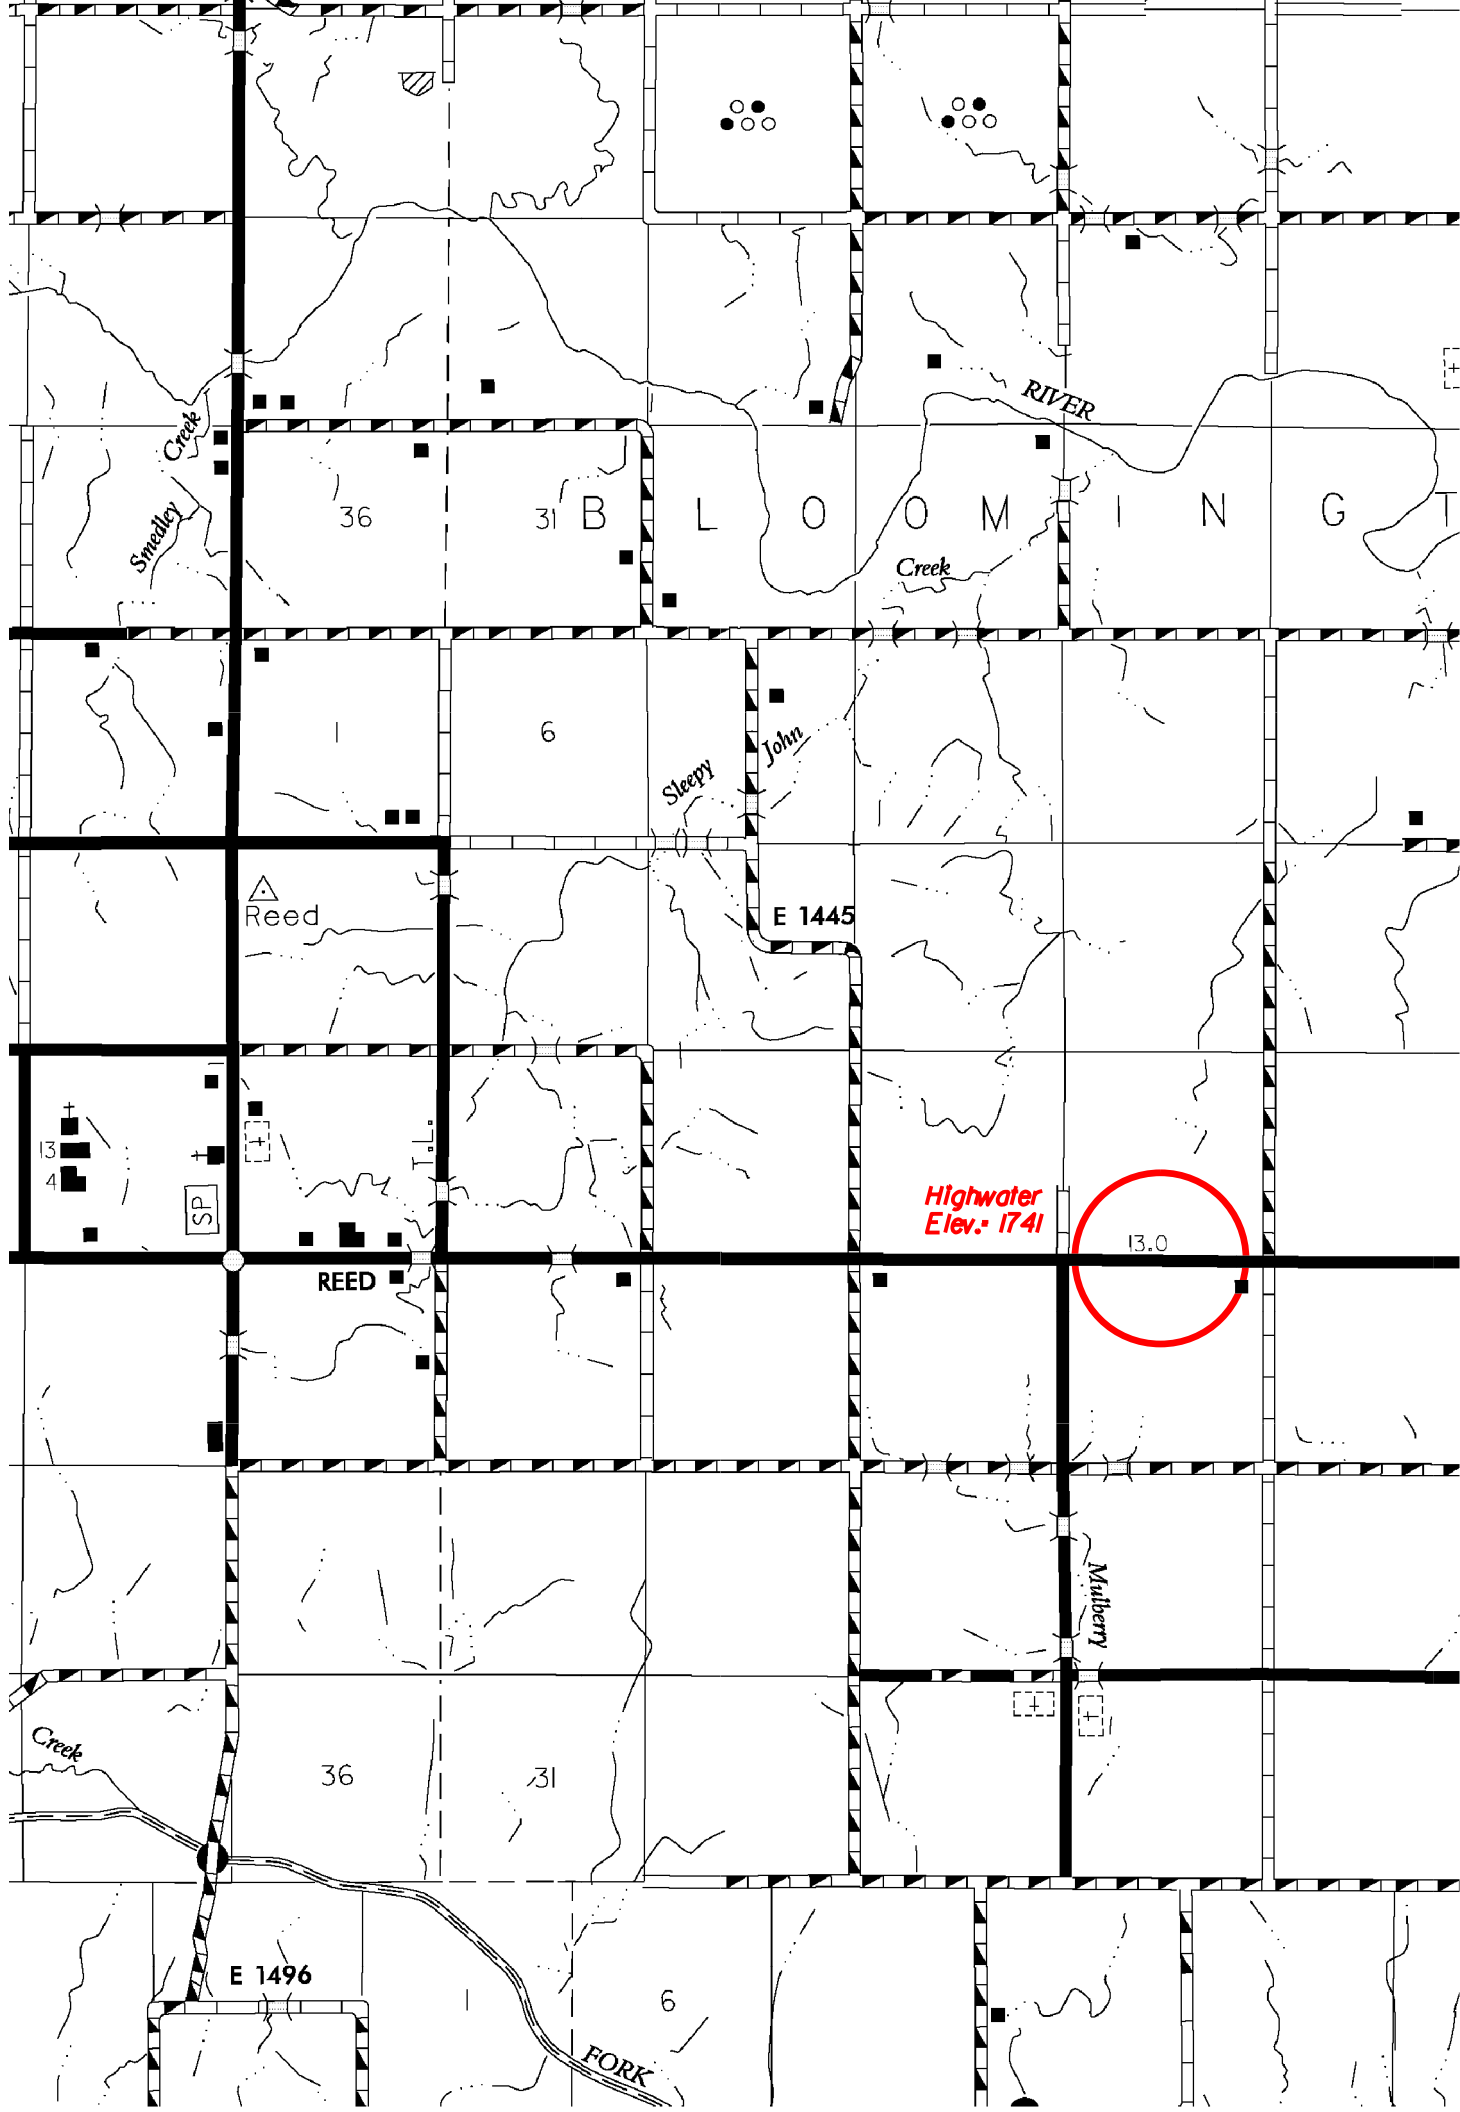 RIVER
Creek
Smedley
36
31
B L O O M I N G T
Creek
1
6
John
Sleepy
Reed
E 1445
T.L.
13
4
SP
Highwater
Elev.= 1741
13.0
REED
Mulberry
Creek
36
31
E 1496
1
6
FORK